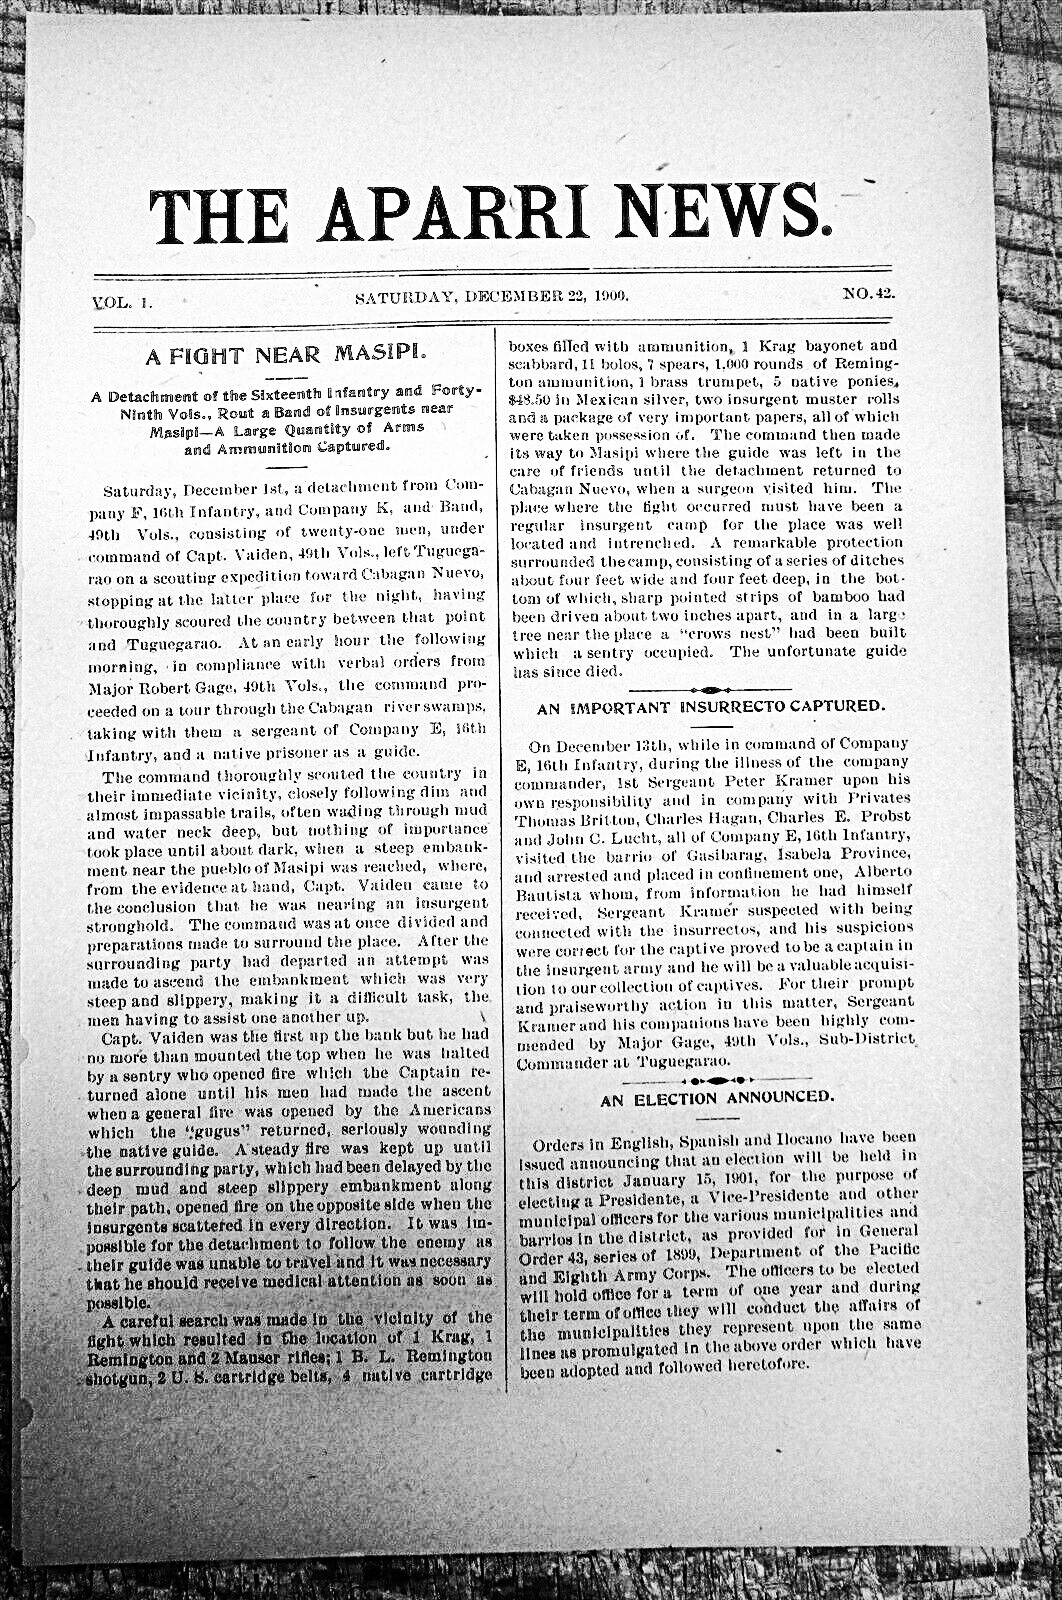 THE APARRI NEWS.
VOL. 1.
SATURDAY, DECEMBER 22, 1900.
NO. 42.
A FIGHT NEAR MASIPI.
A Detachment of the Sixteenth Infantry and Forty-
Ninth Vols., Rout a Band of Insurgents near
Masipi—A Large Quantity of Arms
and Ammunition Captured.
Saturday, December 1st, a detachment from Com-
pany F, 16th Infantry, and Company K, and Band,
49th Vols., consisting of twenty-one men, under
command of Capt. Vaiden, 49th Vols., left Tuguega-
rao on a scouting expedition toward Cabagan Nuevo,
stopping at the latter place for the night, having
thoroughly scoured the country between that point
and Tuguegarao. At an early hour the following
morning, in compliance with verbal orders from
Major Robert Gage, 49th Vols., the command pro-
ceeded on a tour through the Cabagan river swamps,
taking with them a sergeant of Company E, 16th
Infantry, and a native prisoner as a guide.
The command thoroughly scouted the country in
their immediate vicinity, closely following dim and
almost impassable trails, often wading through mud
and water neck deep, but nothing of importance
took place until about dark, when a steep embank-
ment near the pueblo of Masipi was reached, where,
from the evidence at hand, Capt. Vaiden came to
the conclusion that he was nearing an insurgent
stronghold. The command was at once divided and
preparations made to surround the place. After the
surrounding party had departed an attempt was
made to ascend the embankment which was very
steep and slippery, making it a difficult task, the
men having to assist one another up.
Capt. Vaiden was the first up the bank but he had
no more than mounted the top when he was halted
by a sentry who opened fire which the Captain re-
turned alone until his men had made the ascent
when a general fire was opened by the Americans
which the "gugus" returned, seriously wounding
the native guide. A steady fire was kept up until
the surrounding party, which had been delayed by the
deep mud and steep slippery embankment along
their path, opened fire on the opposite side when the
insurgents scattered in every direction. It was im-
possible for the detachment to follow the enemy as
their guide was unable to travel and it was necessary
that he should receive medical attention as soon as
possible.
A careful search was made in the vicinity of the
fight which resulted in the location of 1 Krag, 1
Remington and 2 Mauser rifles; 1 B. L. Remington
shotgun, 2 U. S. cartridge belts, 4 native cartridge
boxes filled with ammunition, 1 Krag bayonet and
scabbard, 11 bolos, 7 spears, 1,000 rounds of Reming-
ton ammunition, 1 brass trumpet, 5 native ponies,
$48.50 in Mexican silver, two insurgent muster rolls
and a package of very important papers, all of which
were taken possession of. The command then made
its way to Masipi where the guide was left in the
care of friends until the detachment returned to
Cabagan Nuevo, when a surgeon visited him. The
place where the fight occurred must have been a
regular insurgent camp for the place was well
located and intrenched. A remarkable protection
surrounded the camp, consisting of a series of ditches
about four feet wide and four feet deep, in the bot-
tom of which, sharp pointed strips of bamboo had
been driven about two inches apart, and in a large
tree near the place a "crows nest" had been built
which a sentry occupied. The unfortunate guide
has since died.
AN IMPORTANT INSURRECTO CAPTURED.
On December 13th, while in command of Company
E, 16th Infantry, during the illness of the company
commander, 1st Sergeant Peter Kramer upon his
own responsibility and in company with Privates
Thomas Britton, Charles Hagan, Charles E. Probst
and John C. Lucht, all of Company E, 16th Infantry,
visited the barrio of Gasibarag, Isabela Province,
and arrested and placed in confinement one, Alberto
Bautista whom, from information he had himself
received, Sergeant Kramer suspected with being
connected with the insurrectos, and his suspicions
were correct for the captive proved to be a captain in
the insurgent army and he will be a valuable acquisi-
tion to our collection of captives. For their prompt
and praiseworthy action in this matter, Sergeant
Kramer and his companions have been highly com-
mended by Major Gage, 49th Vols., Sub-District
Commander at Tuguegarao.
AN ELECTION ANNOUNCED.
Orders in English, Spanish and Ilocano have been
issued announcing that an election will be held in
this district January 15, 1901, for the purpose of
electing a Presidente, a Vice-Presidente and other
municipal officers for the various municipalities and
barrios in the district, as provided for in General
Order 43, series of 1899, Department of the Pacific
and Eighth Army Corps. The officers to be elected
will hold office for a term of one year and during
their term of office they will conduct the affairs of
the municipalities they represent upon the same
lines as promulgated in the above order which have
been adopted and followed heretofore.